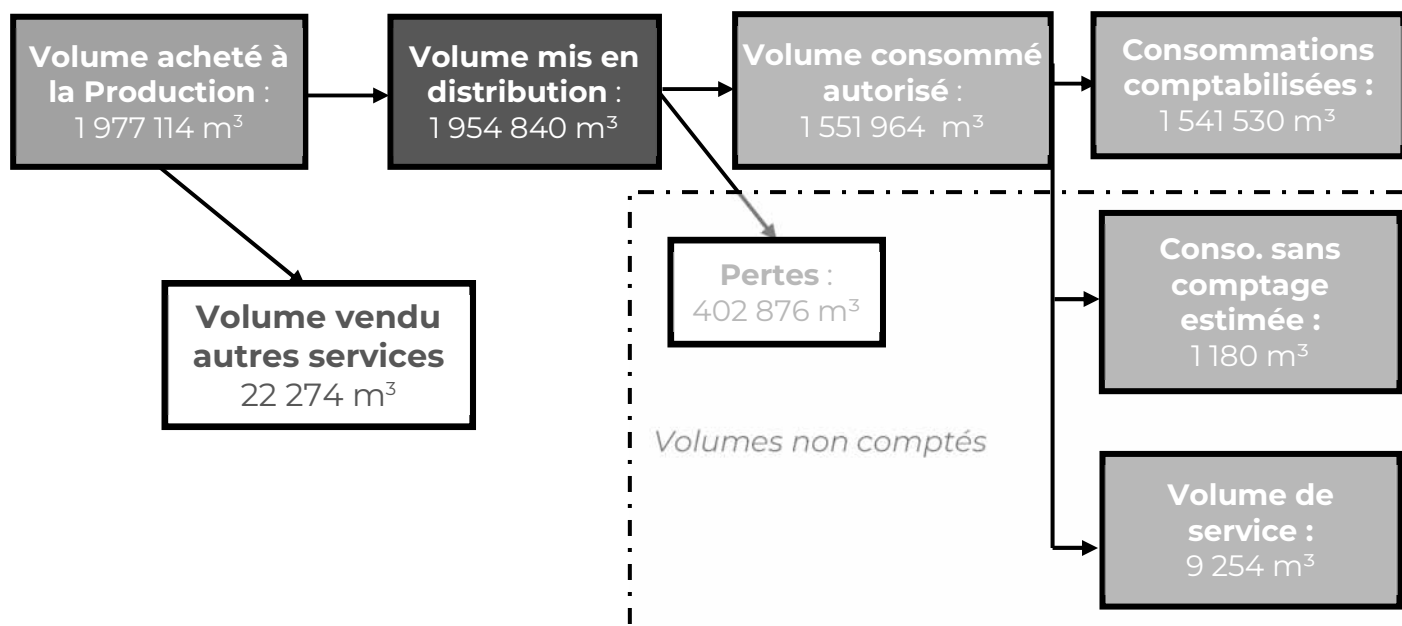 Volume acheté à
la Production :
1 977 114 m³
Volume mis en
distribution :
1 954 840 m³
Volume consommé
autorisé :
1 551 964 m³
Consommations
comptabilisées :
1 541 530 m³
Volume vendu
autres services
22 274 m³
Pertes :
402 876 m³
Conso. sans
comptage
estimée :
1 180 m³
Volumes non comptés
Volume de
service :
9 254 m³